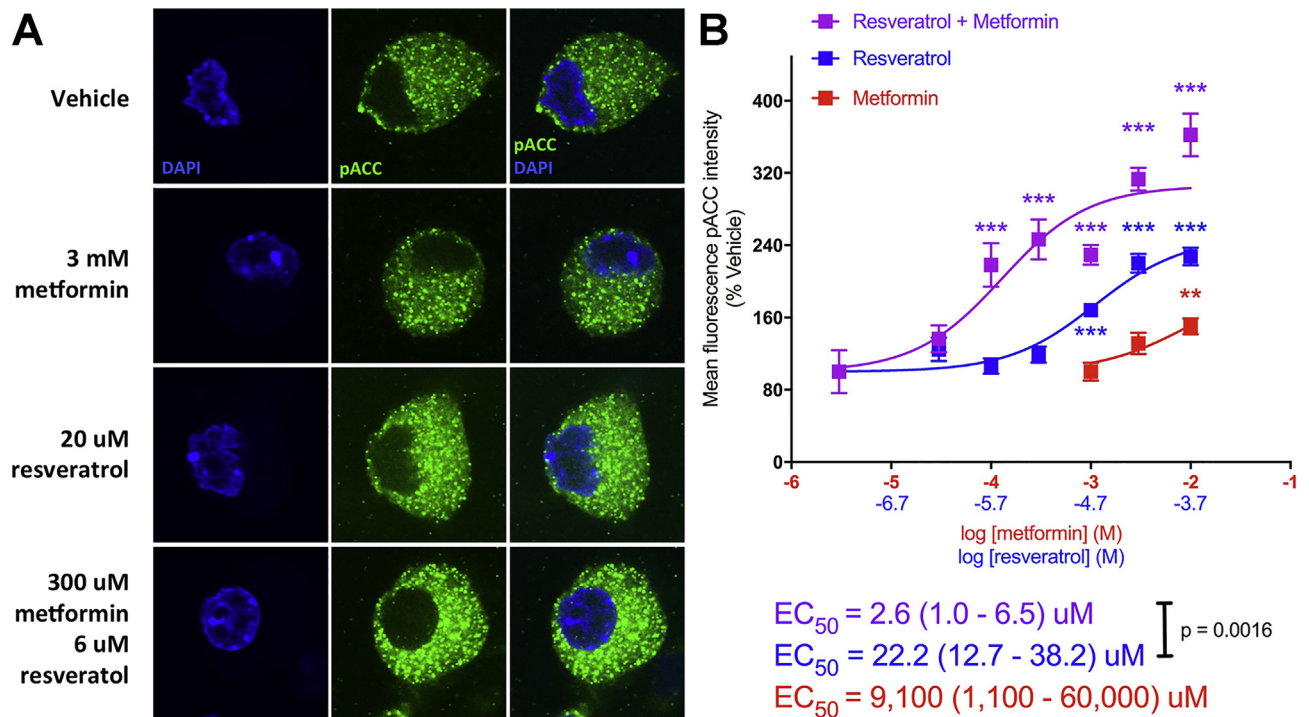 A
Vehicle
DAPI
pACC
pACC
DAPI
3 mM
metformin
20 uM
resveratrol
300 uM
metformin
6 uM
resveratol
B
Resveratrol + Metformin
Resveratrol
Metformin
Mean fluorescence pACC intensity
(% Vehicle)
400
320
240
160
80
0
***
***
***
***
***
***
***
**
***
-6
-5
-4
-3
-2
-1
-6.7
-5.7
-4.7
-3.7
log [metformin] (M)
log [resveratrol] (M)
EC50 = 2.6 (1.0 - 6.5) uM
EC50 = 22.2 (12.7 - 38.2) uM
EC50 = 9,100 (1,100 - 60,000) uM
p = 0.0016